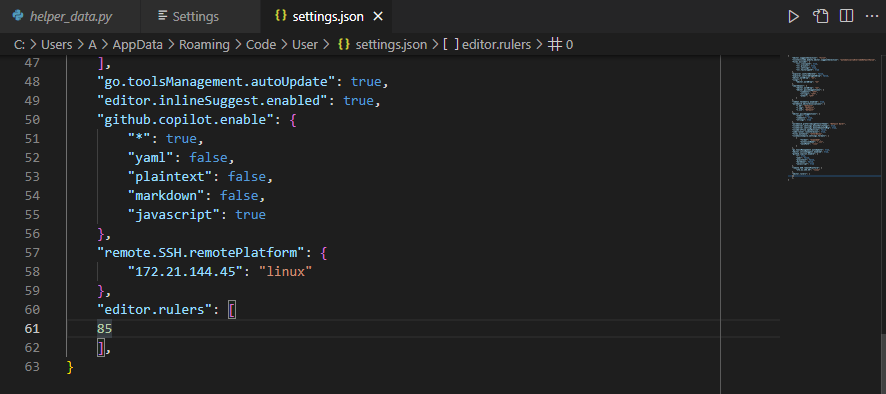 helper_data.py Settings settings.json
C: > Users > A > AppData > Roaming > Code > User > {} settings.json > [ ] editor.rulers > # 0
47 ],
48 "go.toolsManagement.autoUpdate": true,
49 "editor.inlineSuggest.enabled": true,
50 "github.copilot.enable": {
51 "*": true,
52 "yaml": false,
53 "plaintext": false,
54 "markdown": false,
55 "javascript": true
56 },
57 "remote.SSH.remotePlatform": {
58 "172.21.144.45": "linux"
59 },
60 "editor.rulers": [
61 85
62 ],
63 }